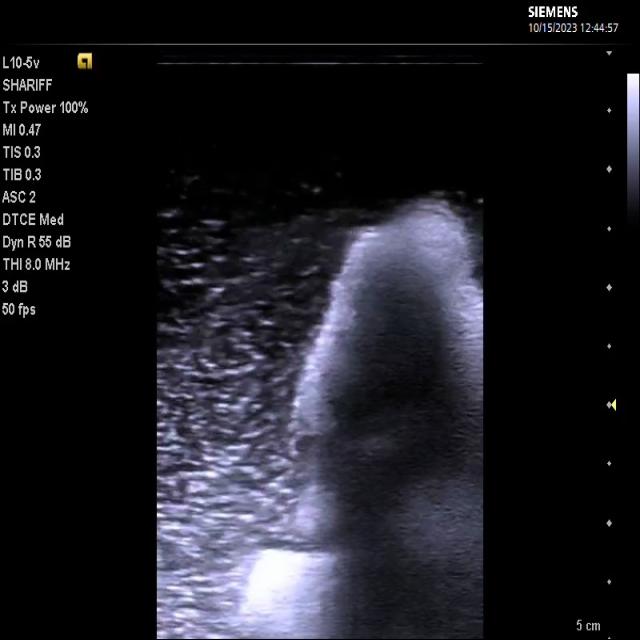 SIEMENS
10/15/2023 12:44:57
L10-5v
SHARIFF
Tx Power 100%
MI 0.47
TIS 0.3
TIB 0.3
ASC 2
DTCE Med
Dyn R 55 dB
THI 8.0 MHz
3 dB
50 fps
5 cm